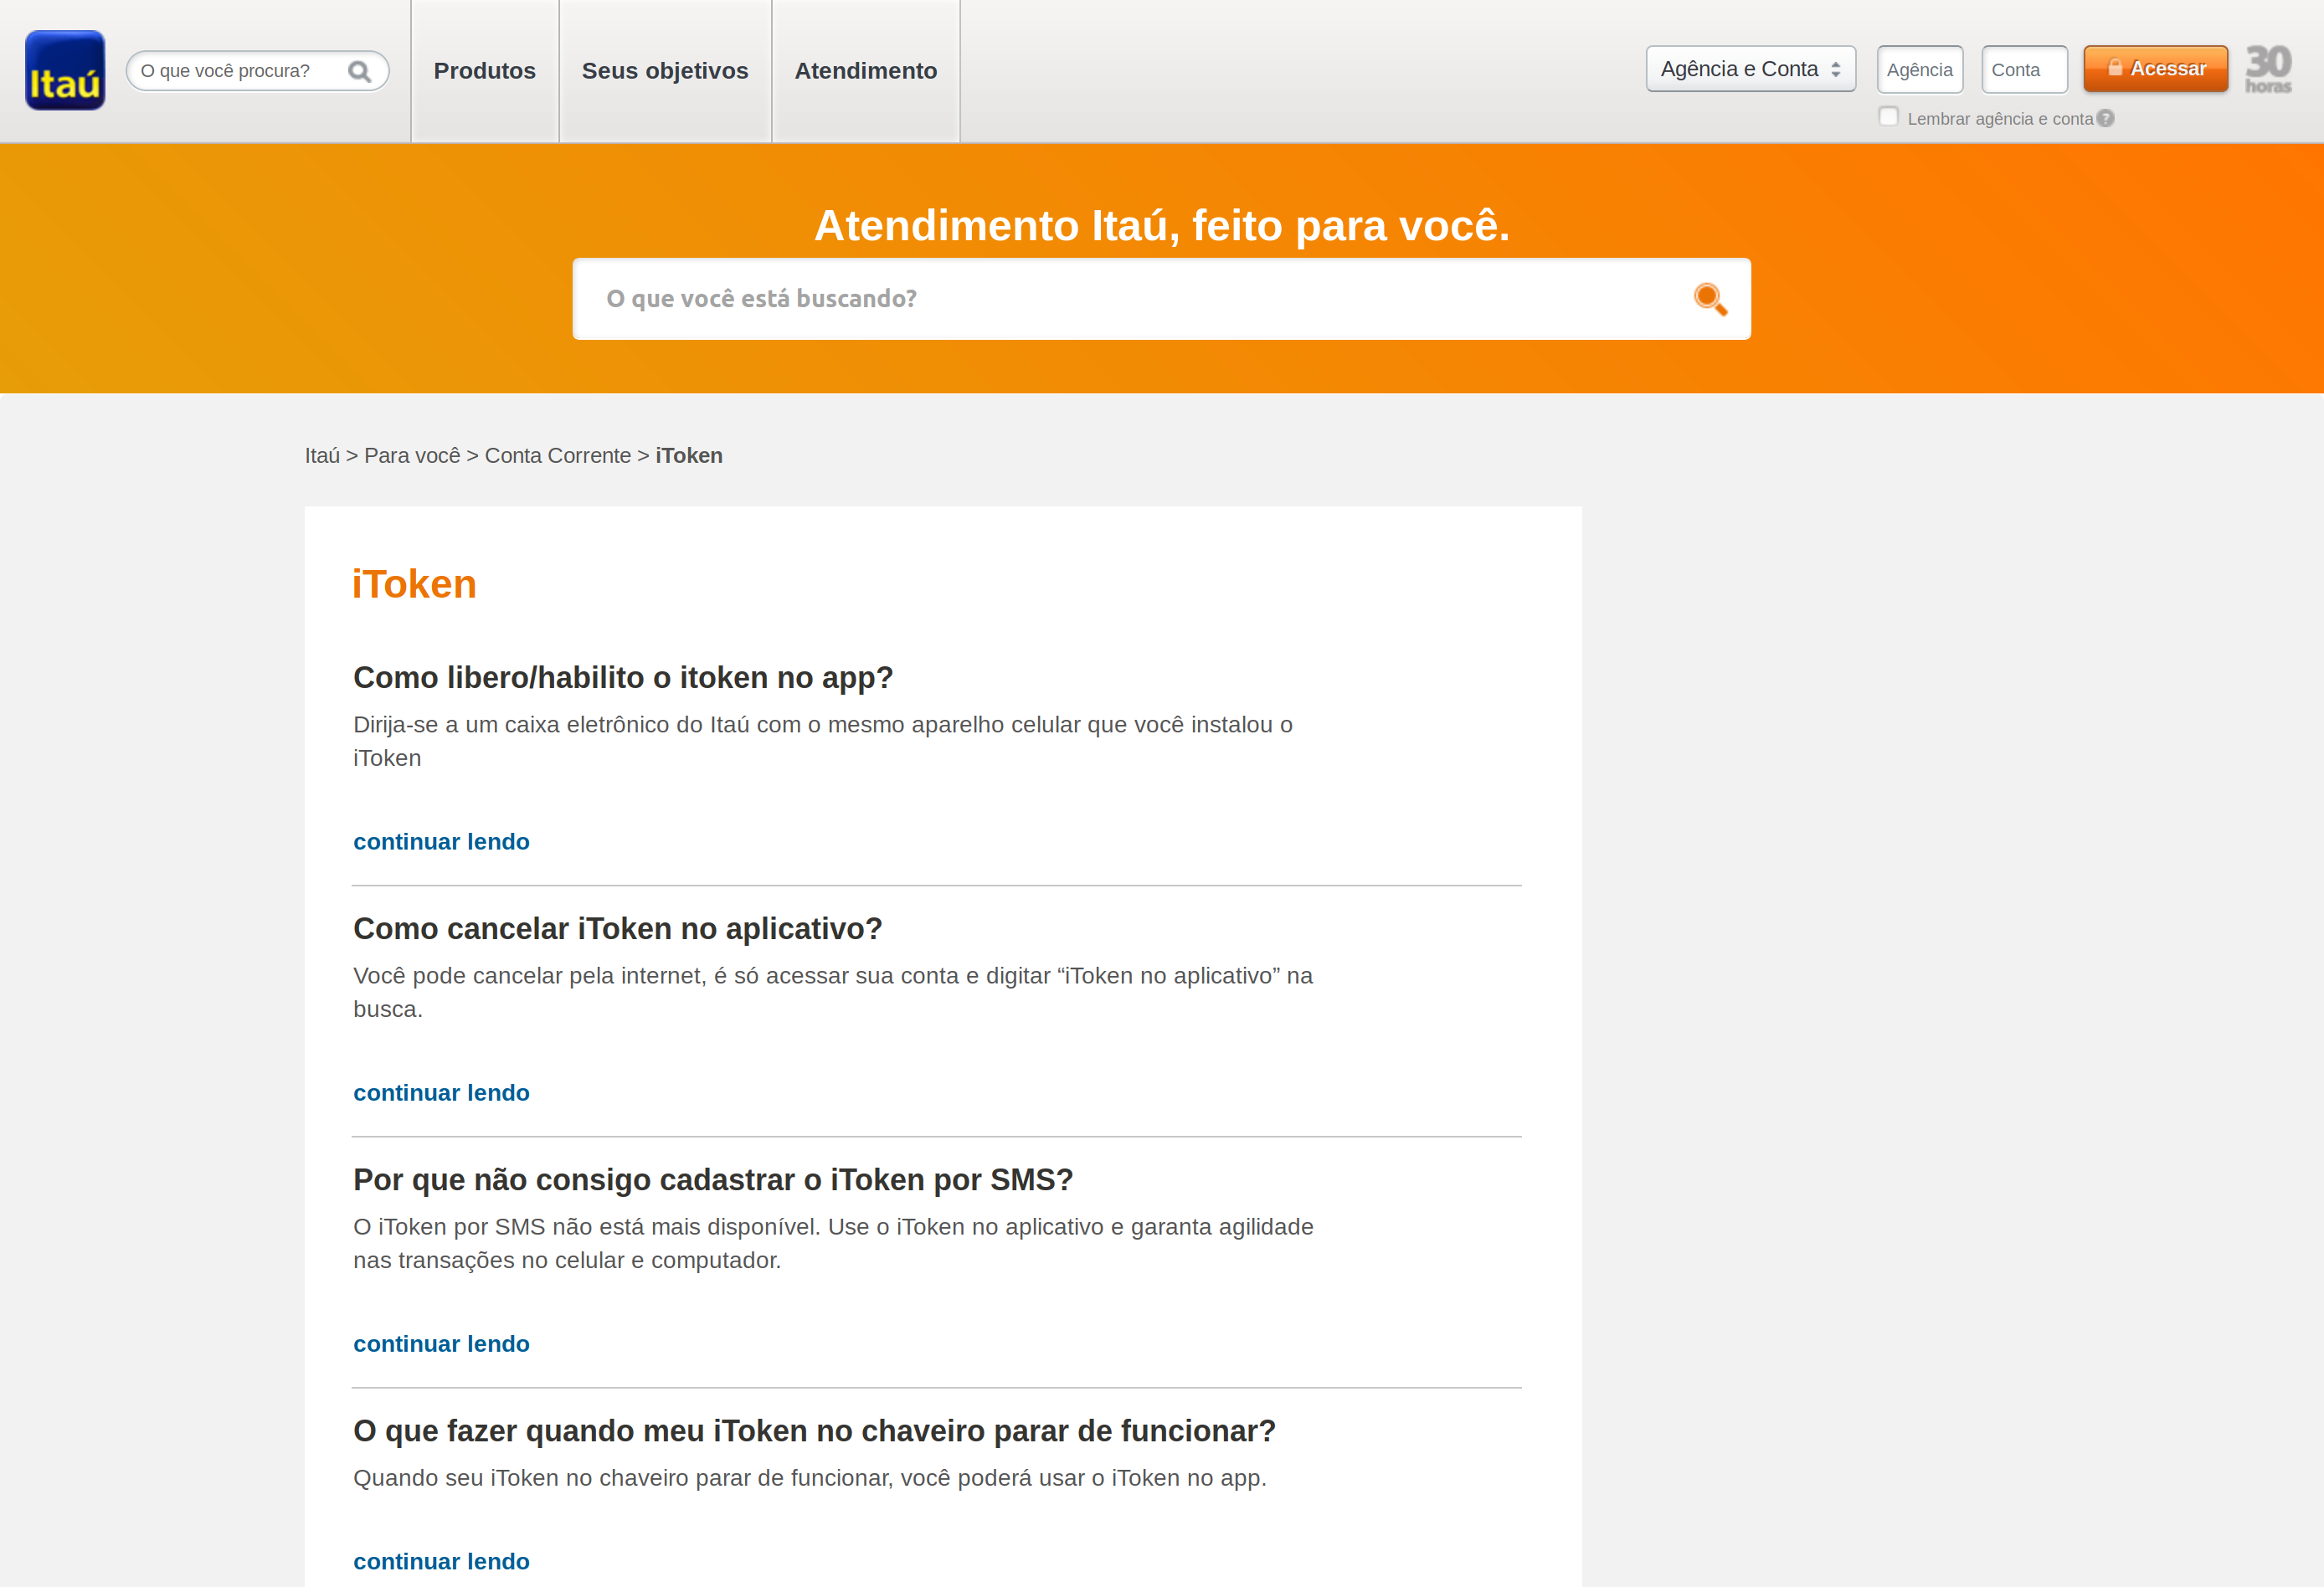 Itaú
O que você procura?
Produtos
Seus objetivos
Atendimento
Agência e Conta
Agência
Conta
Acessar
30
horas
Lembrar agência e conta ?
Atendimento Itaú, feito para você.
O que você está buscando?
Itaú > Para você > Conta Corrente > iToken
iToken
Como libero/habilito o itoken no app?
Dirija-se a um caixa eletrônico do Itaú com o mesmo aparelho celular que você instalou o
iToken
continuar lendo
Como cancelar iToken no aplicativo?
Você pode cancelar pela internet, é só acessar sua conta e digitar “iToken no aplicativo” na
busca.
continuar lendo
Por que não consigo cadastrar o iToken por SMS?
O iToken por SMS não está mais disponível. Use o iToken no aplicativo e garanta agilidade
nas transações no celular e computador.
continuar lendo
O que fazer quando meu iToken no chaveiro parar de funcionar?
Quando seu iToken no chaveiro parar de funcionar, você poderá usar o iToken no app.
continuar lendo